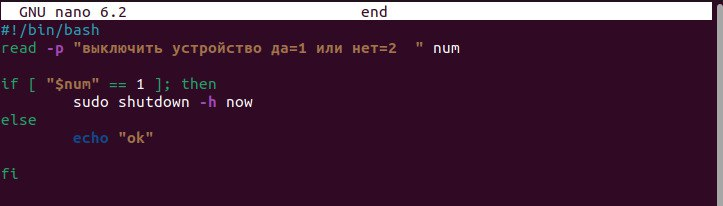 GNU nano 6.2 end
#!/bin/bash
read -p "выключить устройство да=1 или нет=2  " num
if [ "$num" == 1 ]; then
sudo shutdown -h now
else
echo "ok"
fi